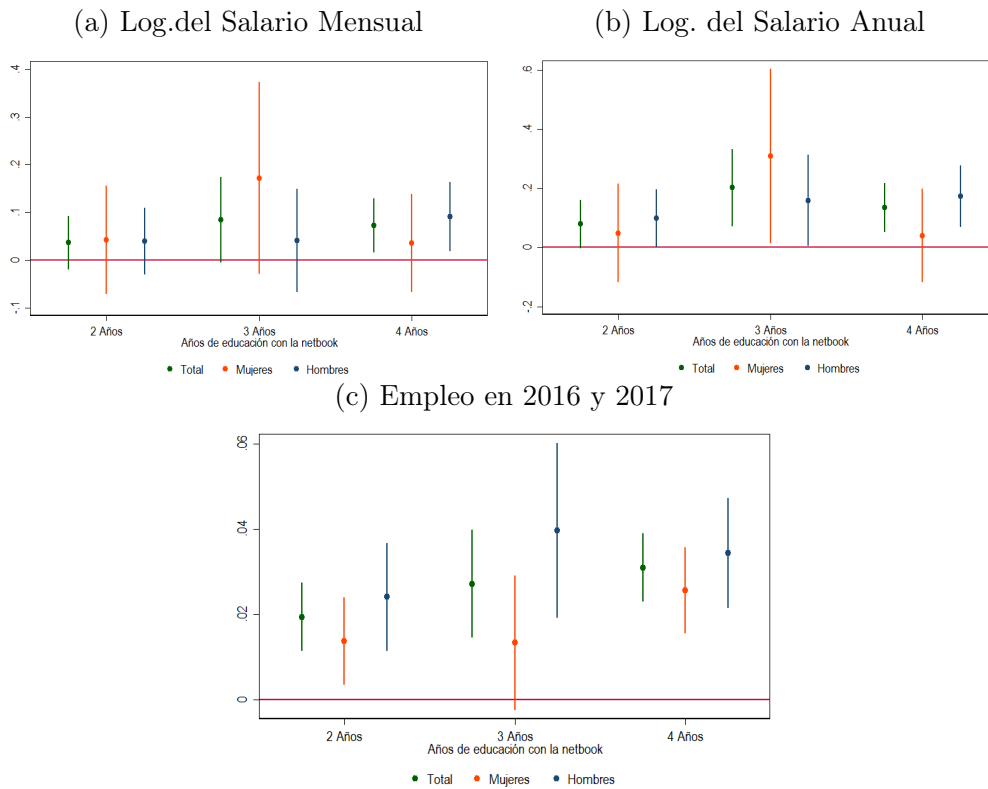 (a) Log.del Salario Mensual
(b) Log. del Salario Anual
.4
.3
.2
.1
0
-.1
2 Años
3 Años
4 Años
Años de educación con la netbook
Total Mujeres Hombres
.6
.4
.2
0
-.2
2 Años
3 Años
4 Años
Años de educación con la netbook
Total Mujeres Hombres
(c) Empleo en 2016 y 2017
.06
.04
.02
0
2 Años
3 Años
4 Años
Años de educación con la netbook
Total Mujeres Hombres